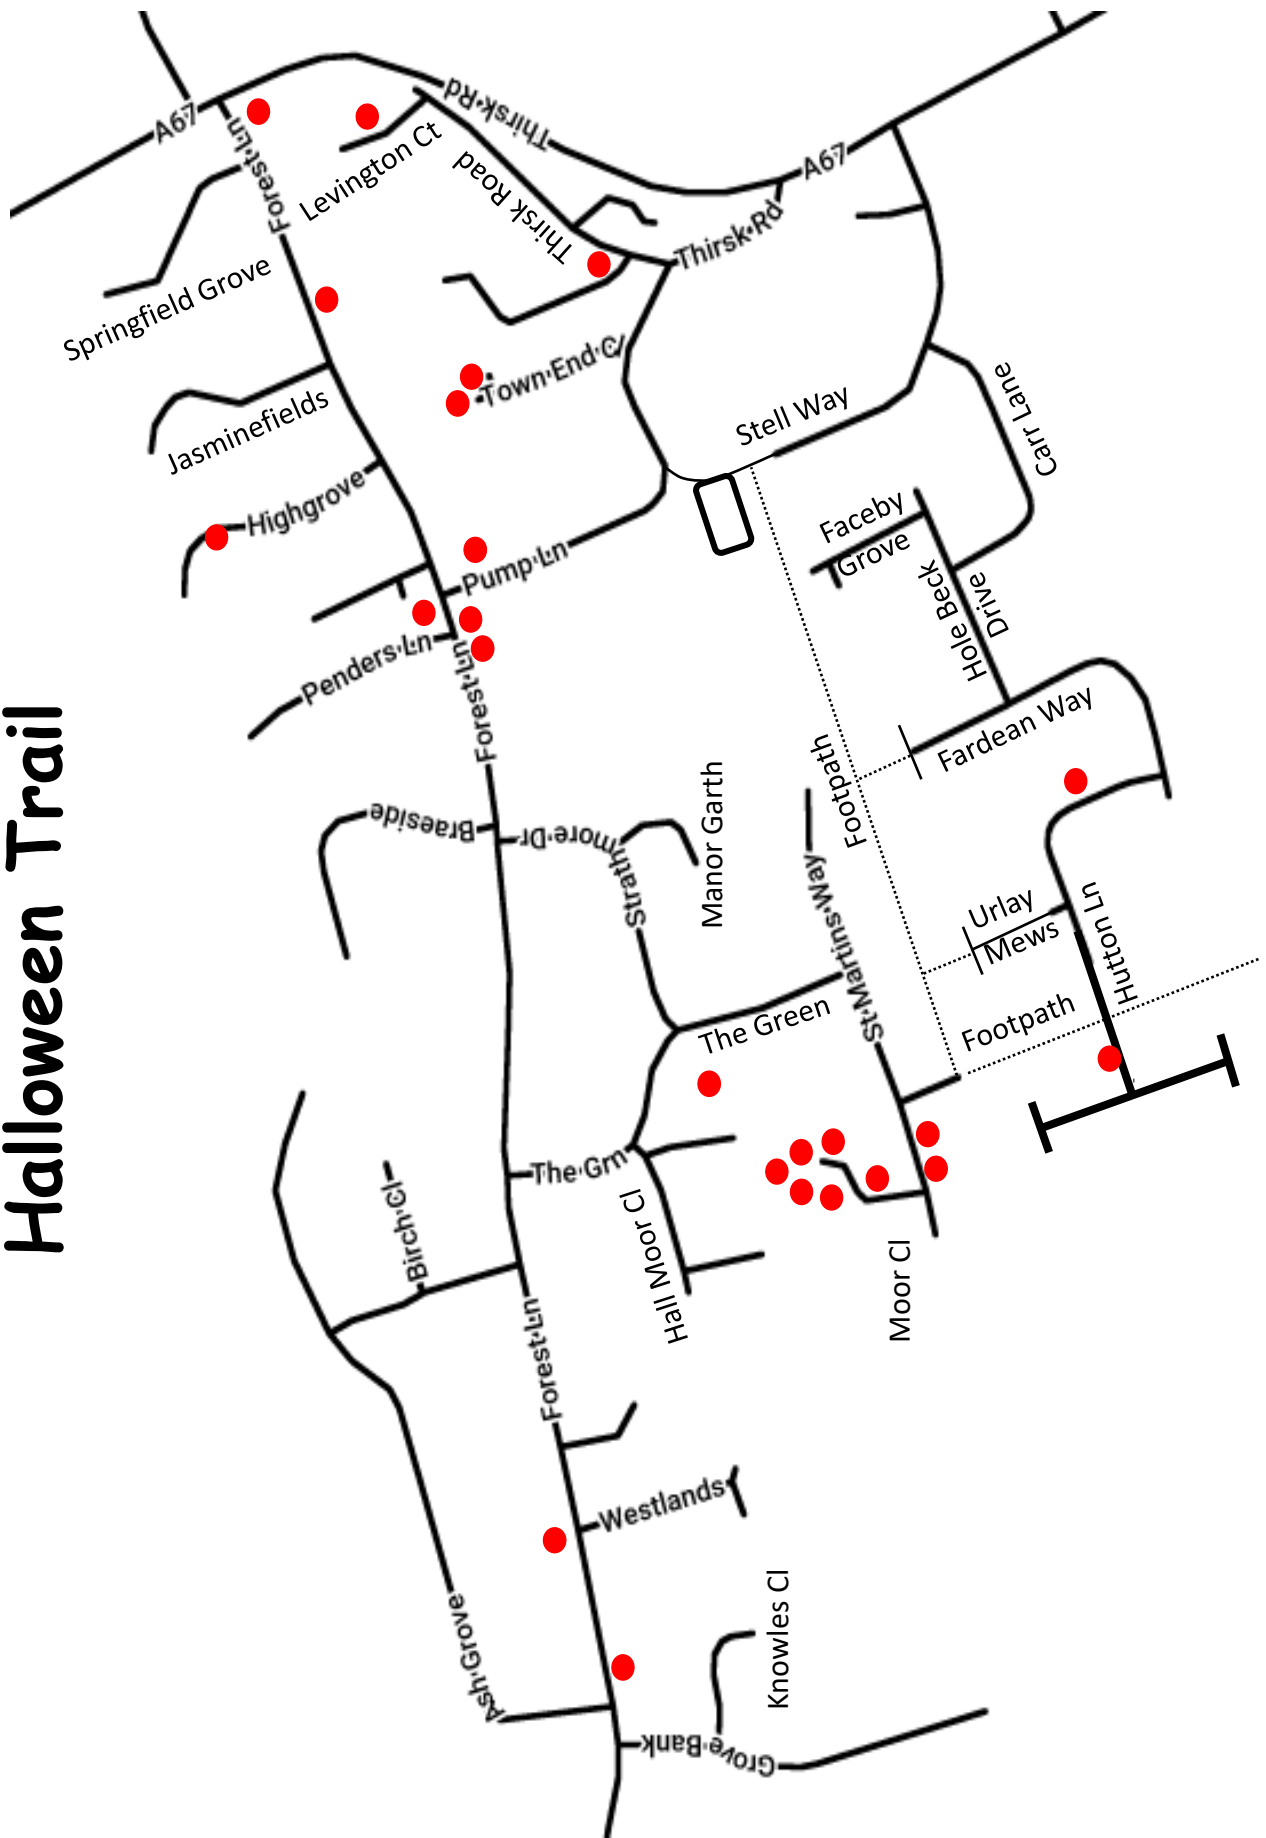 Halloween Trail
A67
Forest Ln
Levington Ct
Thirsk Rd
Thirsk Road
A67
Thirsk Rd
Springfield Grove
Town End Cl
Jasminefields
Stell Way
Carr Lane
Highgrove
Faceby
Grove
Pump Ln
Hole Beck
Drive
Penders Ln
Forest Ln
Fardean Way
Footpath
Braeside
Strathmore Dr
Manor Garth
St Martins Way
Urlay
Mews
Hutton Ln
The Green
Footpath
The Grn
Birch Cl
Hall Moor Cl
Moor Cl
Forest Ln
Westlands
Ash Grove
Knowles Cl
Grove Bank